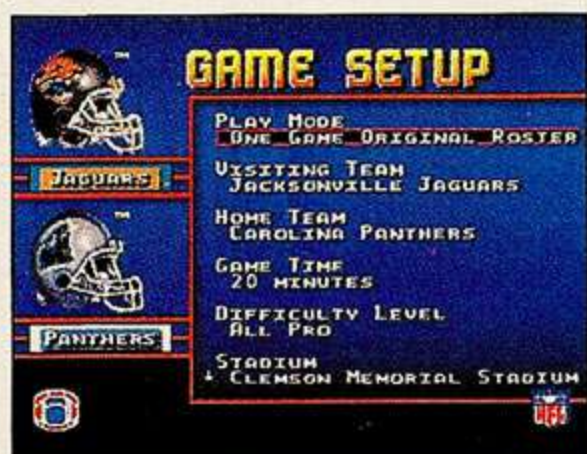 GAME SETUP
PLAY MODE
ONE GAME ORIGINAL ROSTER
JAGUARS
VISITING TEAM
JACKSONVILLE JAGUARS
HOME TEAM
CAROLINA PANTHERS
GAME TIME
20 MINUTES
DIFFICULTY LEVEL
ALL PRO
PANTHERS
STADIUM
CLEMSON MEMORIAL STADIUM
NFL